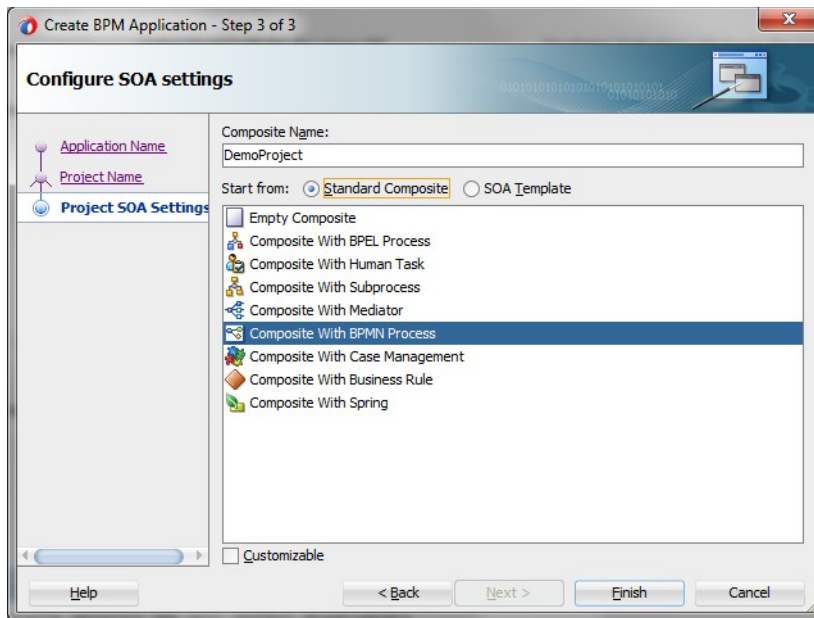 Create BPM Application - Step 3 of 3
Configure SOA settings
Application Name
Project Name
Project SOA Settings
Composite Name:
DemoProject
Start from: Standard Composite SOA Template
Empty Composite
Composite With BPEL Process
Composite With Human Task
Composite With Subprocess
Composite With Mediator
Composite With BPMN Process
Composite With Case Management
Composite With Business Rule
Composite With Spring
Customizable
Help < Back Next > Finish Cancel